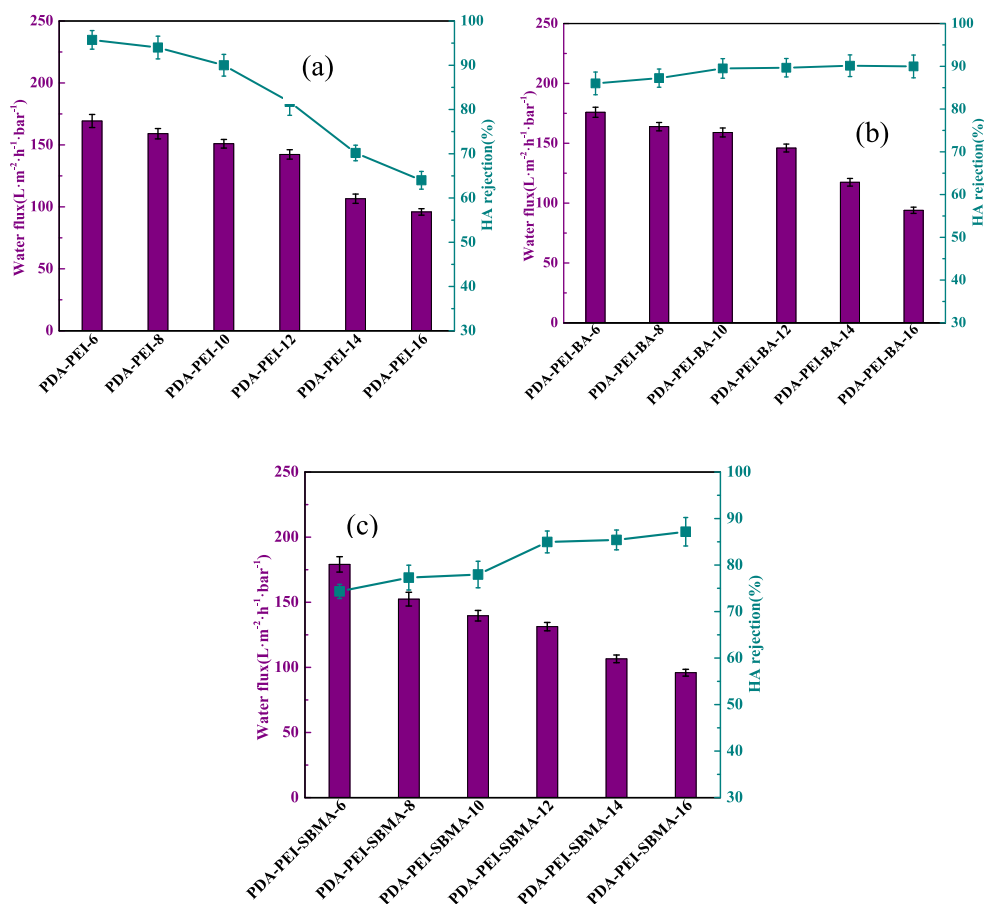 (a)
Water flux(L·m⁻²·h⁻¹·bar⁻¹)
250
200
150
100
50
0
HA rejection(%)
100
90
80
70
60
50
40
30
PDA-PEI-6
PDA-PEI-8
PDA-PEI-10
PDA-PEI-12
PDA-PEI-14
PDA-PEI-16
(b)
Water flux(L·m⁻²·h⁻¹·bar⁻¹)
250
200
150
100
50
0
HA rejection(%)
100
90
80
70
60
50
40
30
PDA-PEI-BA-6
PDA-PEI-BA-8
PDA-PEI-BA-10
PDA-PEI-BA-12
PDA-PEI-BA-14
PDA-PEI-BA-16
(c)
Water flux(L·m⁻²·h⁻¹·bar⁻¹)
250
200
150
100
50
0
HA rejection(%)
100
90
80
70
60
50
40
30
PDA-PEI-SBMA-6
PDA-PEI-SBMA-8
PDA-PEI-SBMA-10
PDA-PEI-SBMA-12
PDA-PEI-SBMA-14
PDA-PEI-SBMA-16